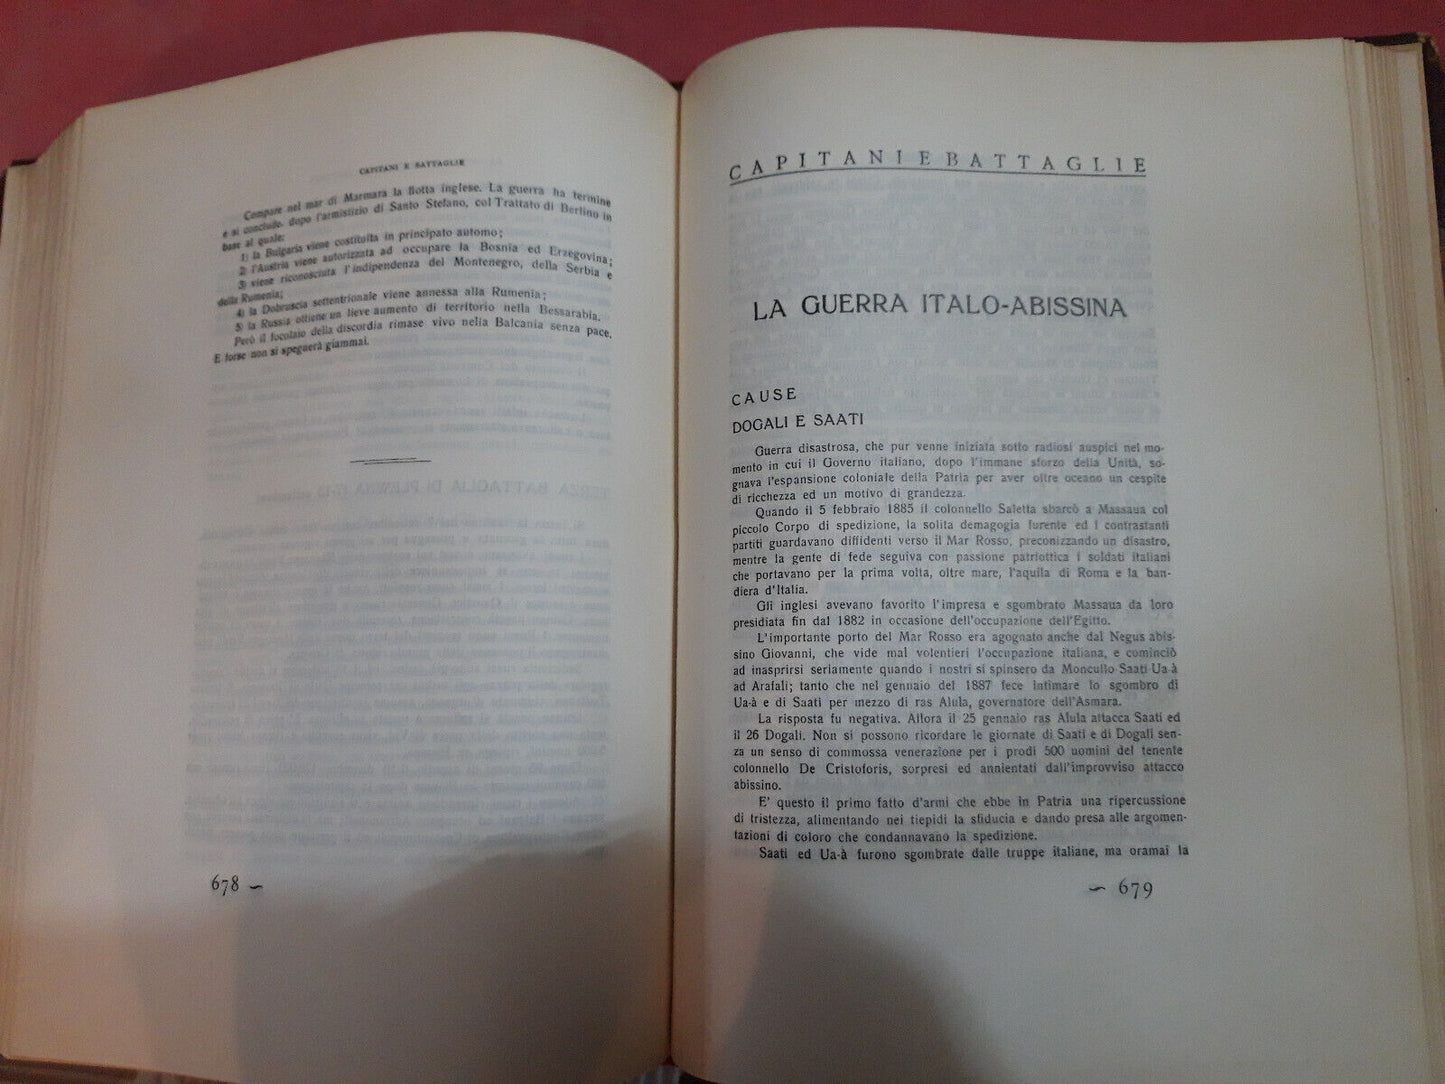 CAPITANI E BATTAGLIE
Compare nel mar di Marmara la flotta inglese. La guerra ha termine
e si conclude, dopo l'armistizio di Santo Stefano, col Trattato di Berlino in
base al quale:
1) la Bulgaria viene costituita in principato automo;
2) l'Austria viene autorizzata ad occupare la Bosnia ed Erzegovina;
3) viene riconosciuta l'indipendenza del Montenegro, della Serbia e
della Rumenia;
4) la Dobruscia settentrionale viene annessa alla Rumenia;
5) la Russia ottiene un lieve aumento di territorio nella Bessarabia.
Però il focolaio della discordia rimase vivo nella Balcania senza pace.
E forse non si speguerà giammai.
678
CAPITANI E BATTAGLIE
LA GUERRA ITALO-ABISSINA
CAUSE
DOGALI E SAATI
Guerra disastrosa, che pur venne iniziata sotto radiosi auspici nel mo-
mento in cui il Governo italiano, dopo l'immane sforzo della Unità, so-
gnava l'espansione coloniale della Patria per aver oltre oceano un cespite
di ricchezza ed un motivo di grandezza.
Quando il 5 febbraio 1885 il colonnello Saletta sbarcò a Massaua col
piccolo Corpo di spedizione, la solita demagogia furente ed i contrastanti
partiti guardavano diffidenti verso il Mar Rosso, preconizzando un disastro,
mentre la gente di fede seguiva con passione patriottica i soldati italiani
che portavano per la prima volta, oltre mare, l'aquila di Roma e la ban-
diera d'Italia.
Gli inglesi avevano favorito l'impresa e sgombrato Massaua da loro
presidiata fin dal 1882 in occasione dell'occupazione dell'Egitto.
L'importante porto del Mar Rosso era agognato anche dal Negus abis-
sino Giovanni, che vide mal volentieri l'occupazione italiana, e cominciò
ad inasprirsi seriamente quando i nostri si spinsero da Moncullo Saati Ua-à
ad Arafali; tanto che nel gennaio del 1887 fece intimare lo sgombro di
Ua-à e di Saati per mezzo di ras Alula, governatore dell'Asmara.
La risposta fu negativa. Allora il 25 gennaio ras Alula attacca Saati ed
il 26 Dogali. Non si possono ricordare le giornate di Saati e di Dogali sen-
za un senso di commossa venerazione per i prodi 500 uomini del tenente
colonnello De Cristoforis, sorpresi ed annientati dall'improvviso attacco
abissino.
E' questo il primo fatto d'armi che ebbe in Patria una ripercussione
di tristezza, alimentando nei tiepidi la sfiducia e dando presa alle argomen-
tazioni di coloro che condannavano la spedizione.
Saati ed Ua-à furono sgombrate dalle truppe italiane, ma oramai la
679